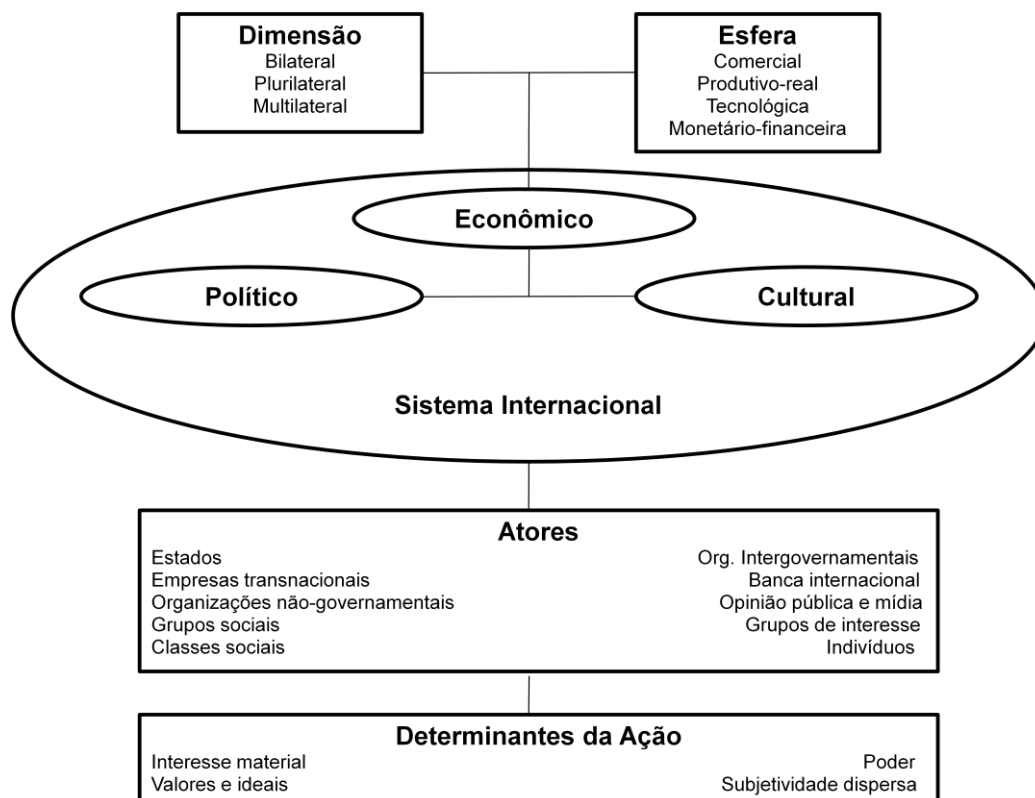 Dimensão
Bilateral
Plurilateral
Multilateral
Esfera
Comercial
Produtivo-real
Tecnológica
Monetário-financeira
Econômico
Político
Cultural
Sistema Internacional
Atores
Estados
Empresas transnacionais
Organizações não-governamentais
Grupos sociais
Classes sociais
Org. Intergovernamentais
Banca internacional
Opinião pública e mídia
Grupos de interesse
Indivíduos
Determinantes da Ação
Interesse material
Valores e ideais
Poder
Subjetividade dispersa